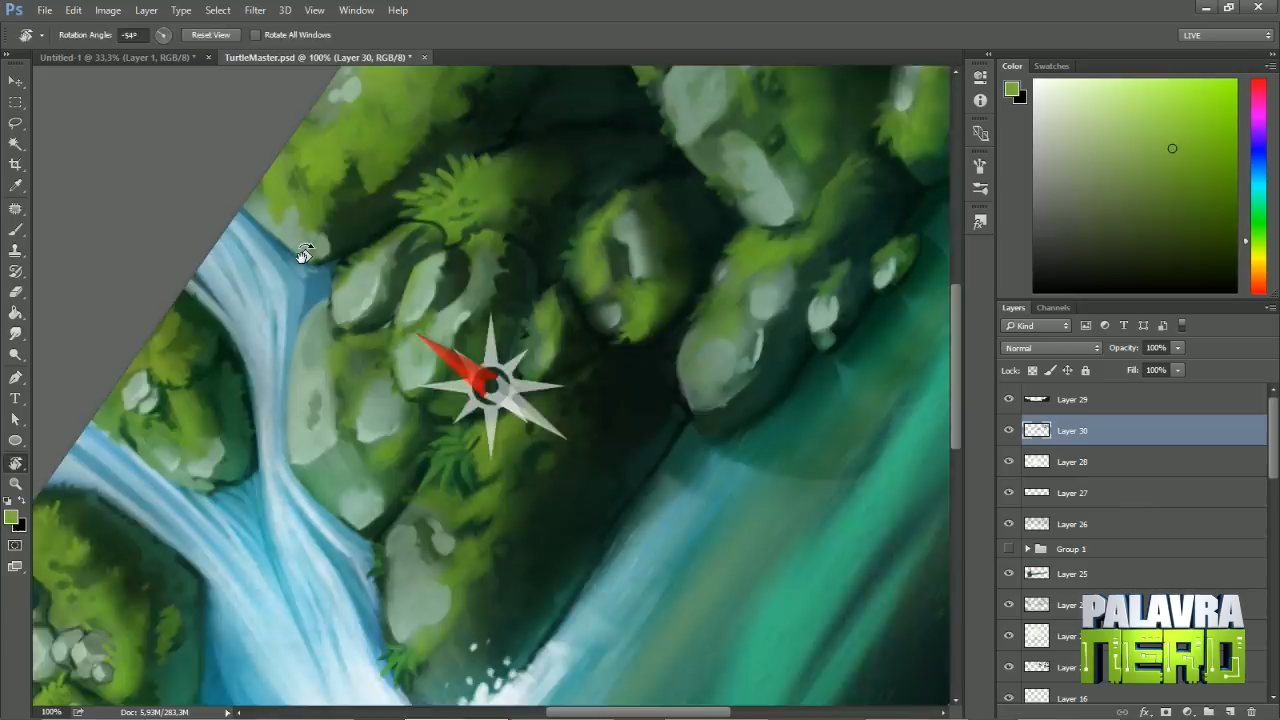 Ps File Edit Image Layer Type Select Filter 3D View Window Help
Rotation Angle: -54° Reset View Rotate All Windows LIVE
Untitled-1 @ 33,3% (Layer 1, RGB/8) * × TurtleMaster.psd @ 100% (Layer 30, RGB/8) * ×
Color Swatches
Layers Channels
Kind
Normal Opacity: 100%
Lock: Fill: 100%
Layer 29
Layer 30
Layer 28
Layer 27
Layer 26
Group 1
Layer 25
Layer 16
PALAVRA
NERD
100% Doc: 5,93M/283,3M